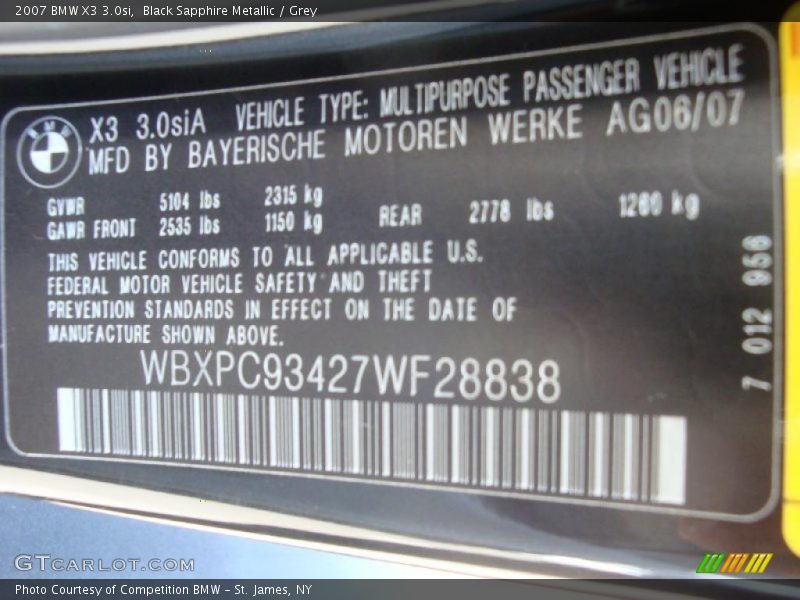 2007 BMW X3 3.0si, Black Sapphire Metallic / Grey
BMW
X3 3.0siA VEHICLE TYPE: MULTIPURPOSE PASSENGER VEHICLE
MFD BY BAYERISCHE MOTOREN WERKE AG06/07
GVWR 5104 lbs 2315 kg
GAWR FRONT 2535 lbs 1150 kg REAR 2778 lbs 1260 kg
THIS VEHICLE CONFORMS TO ALL APPLICABLE U.S.
FEDERAL MOTOR VEHICLE SAFETY AND THEFT
PREVENTION STANDARDS IN EFFECT ON THE DATE OF
MANUFACTURE SHOWN ABOVE.
WBXPC93427WF28838
7 012 956
GTCARLOT.COM
Photo Courtesy of Competition BMW – St. James, NY